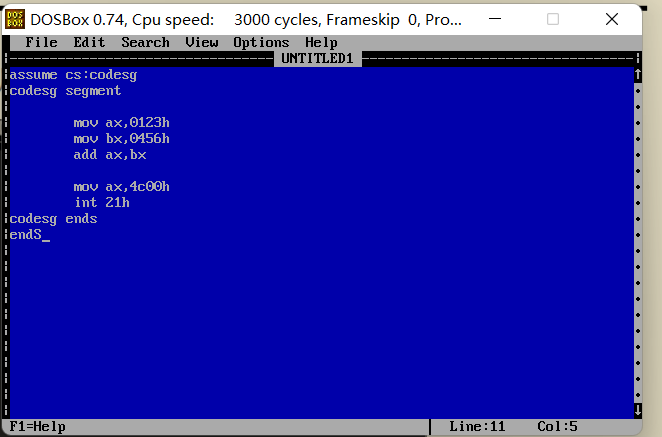 DOS BOX DOSBox 0.74, Cpu speed: 3000 cycles, Frameskip 0, Pro...
File Edit Search View Options Help
UNTITLED1
assume cs:codesg
codesg segment
mov ax,0123h
mov bx,0456h
add ax,bx
mov ax,4c00h
int 21h
codesg ends
endS_
F1=Help Line:11 Col:5